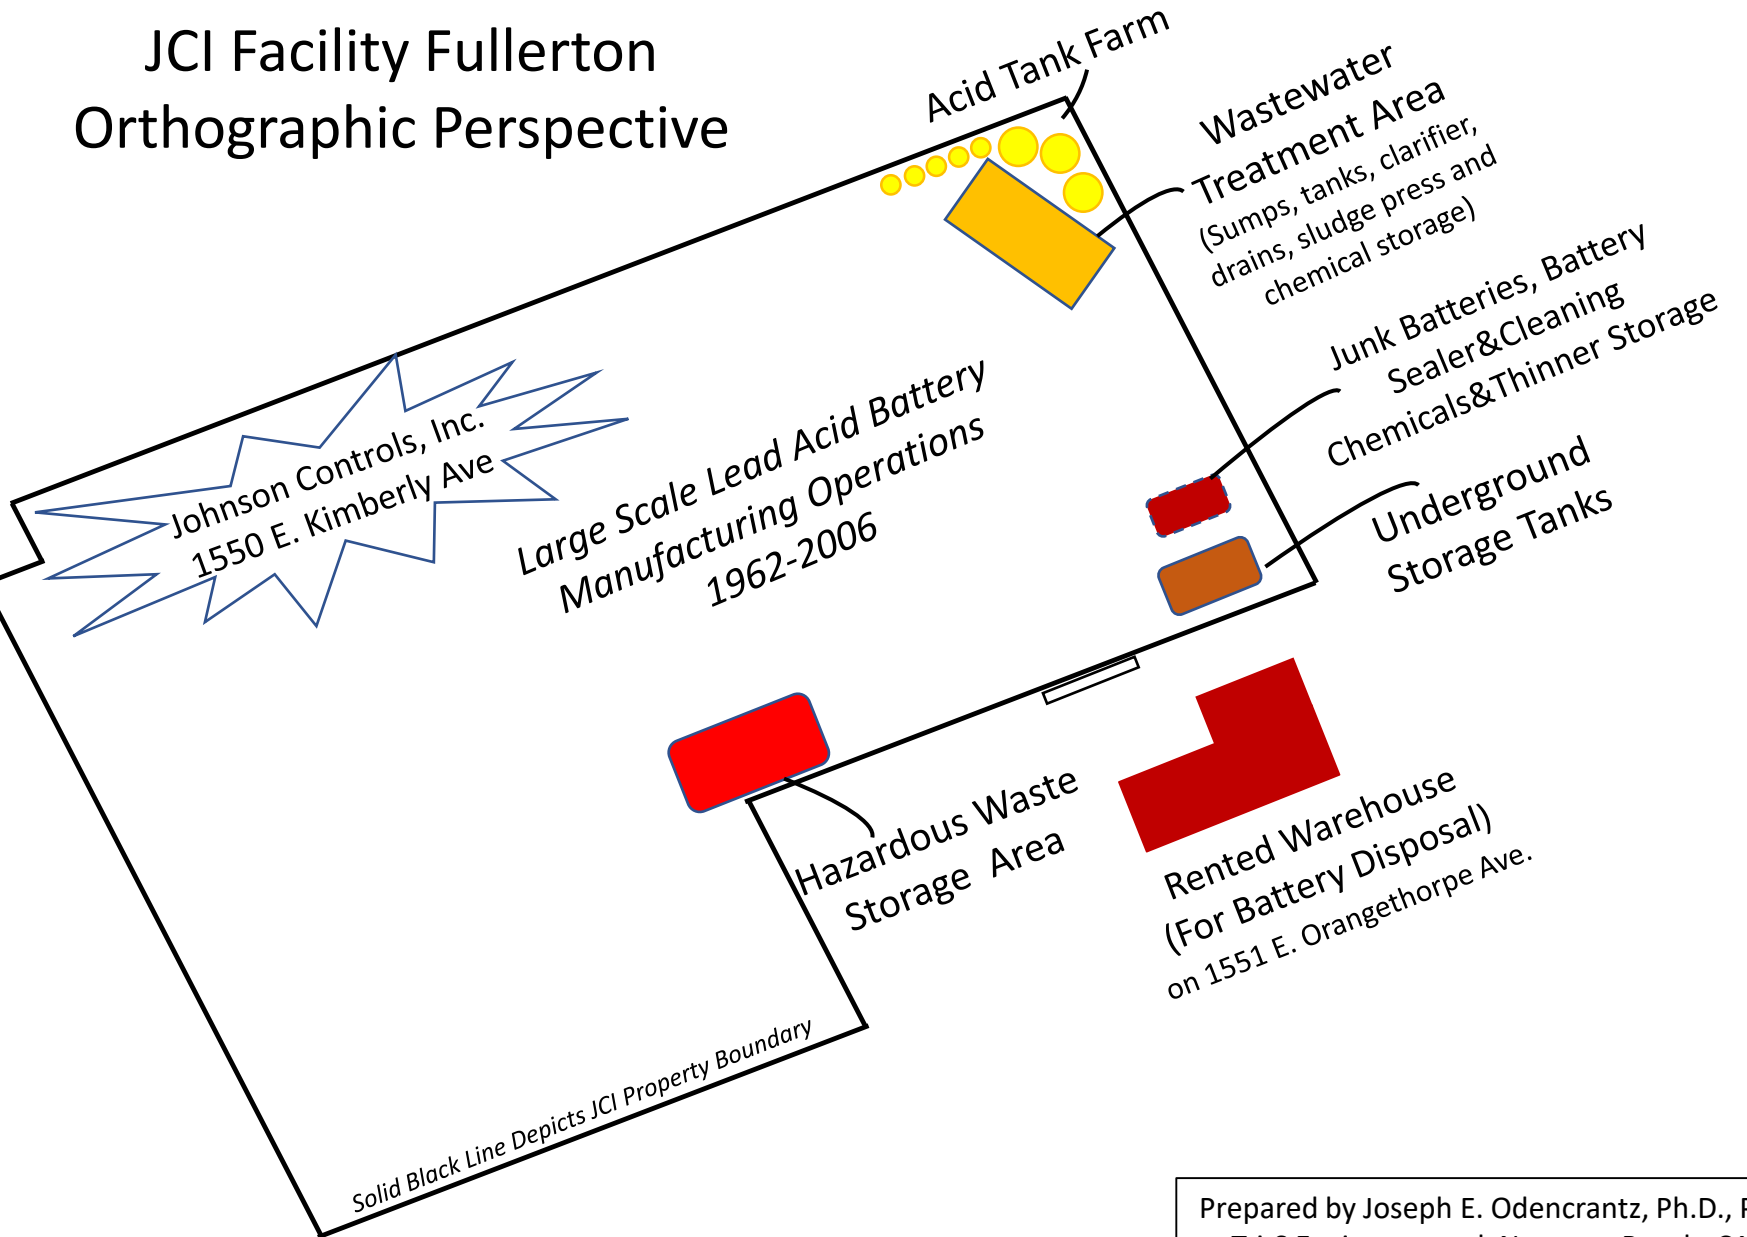 JCI Facility Fullerton
Orthographic Perspective
Acid Tank Farm
Wastewater
Treatment Area
(Sumps, tanks, clarifier,
drains, sludge press and
chemical storage)
Junk Batteries, Battery
Sealer&Cleaning
Chemicals&Thinner Storage
Johnson Controls, Inc.
1550 E. Kimberly Ave
Large Scale Lead Acid Battery
Manufacturing Operations
1962-2006
Underground
Storage Tanks
Hazardous Waste
Storage Area
Rented Warehouse
(For Battery Disposal)
on 1551 E. Orangethorpe Ave.
Solid Black Line Depicts JCI Property Boundary
Prepared by Joseph E. Odencrantz, Ph.D.,